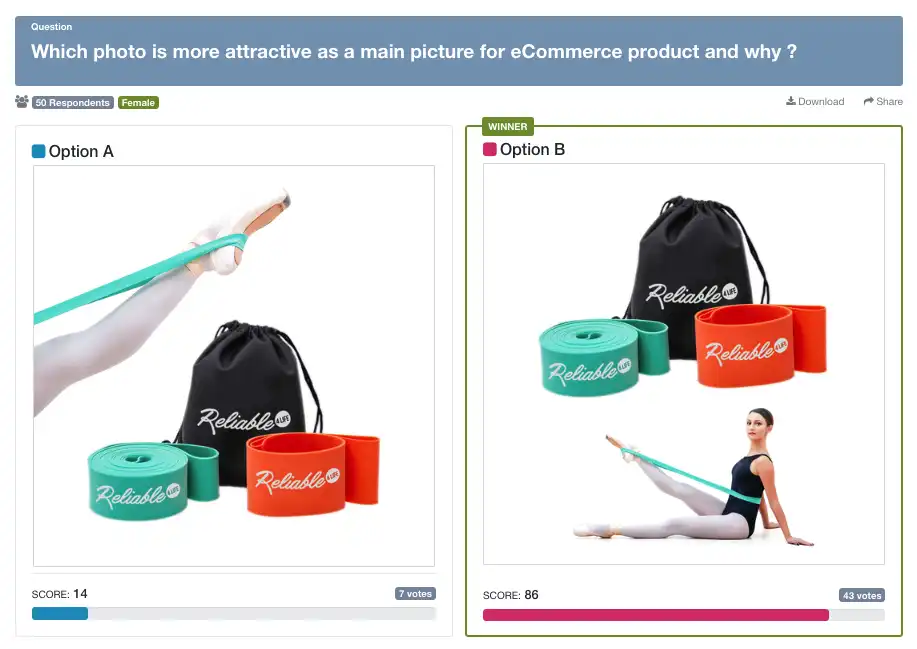 Question
Which photo is more attractive as a main picture for eCommerce product and why ?
50 Respondents Female
Download Share
Option A
Reliable 4LIFE
Reliable 4LIFE
Reliable 4LIFE
SCORE: 14
7 votes
WINNER
Option B
Reliable 4LIFE
Reliable 4LIFE
Reliable 4LIFE
SCORE: 86
43 votes